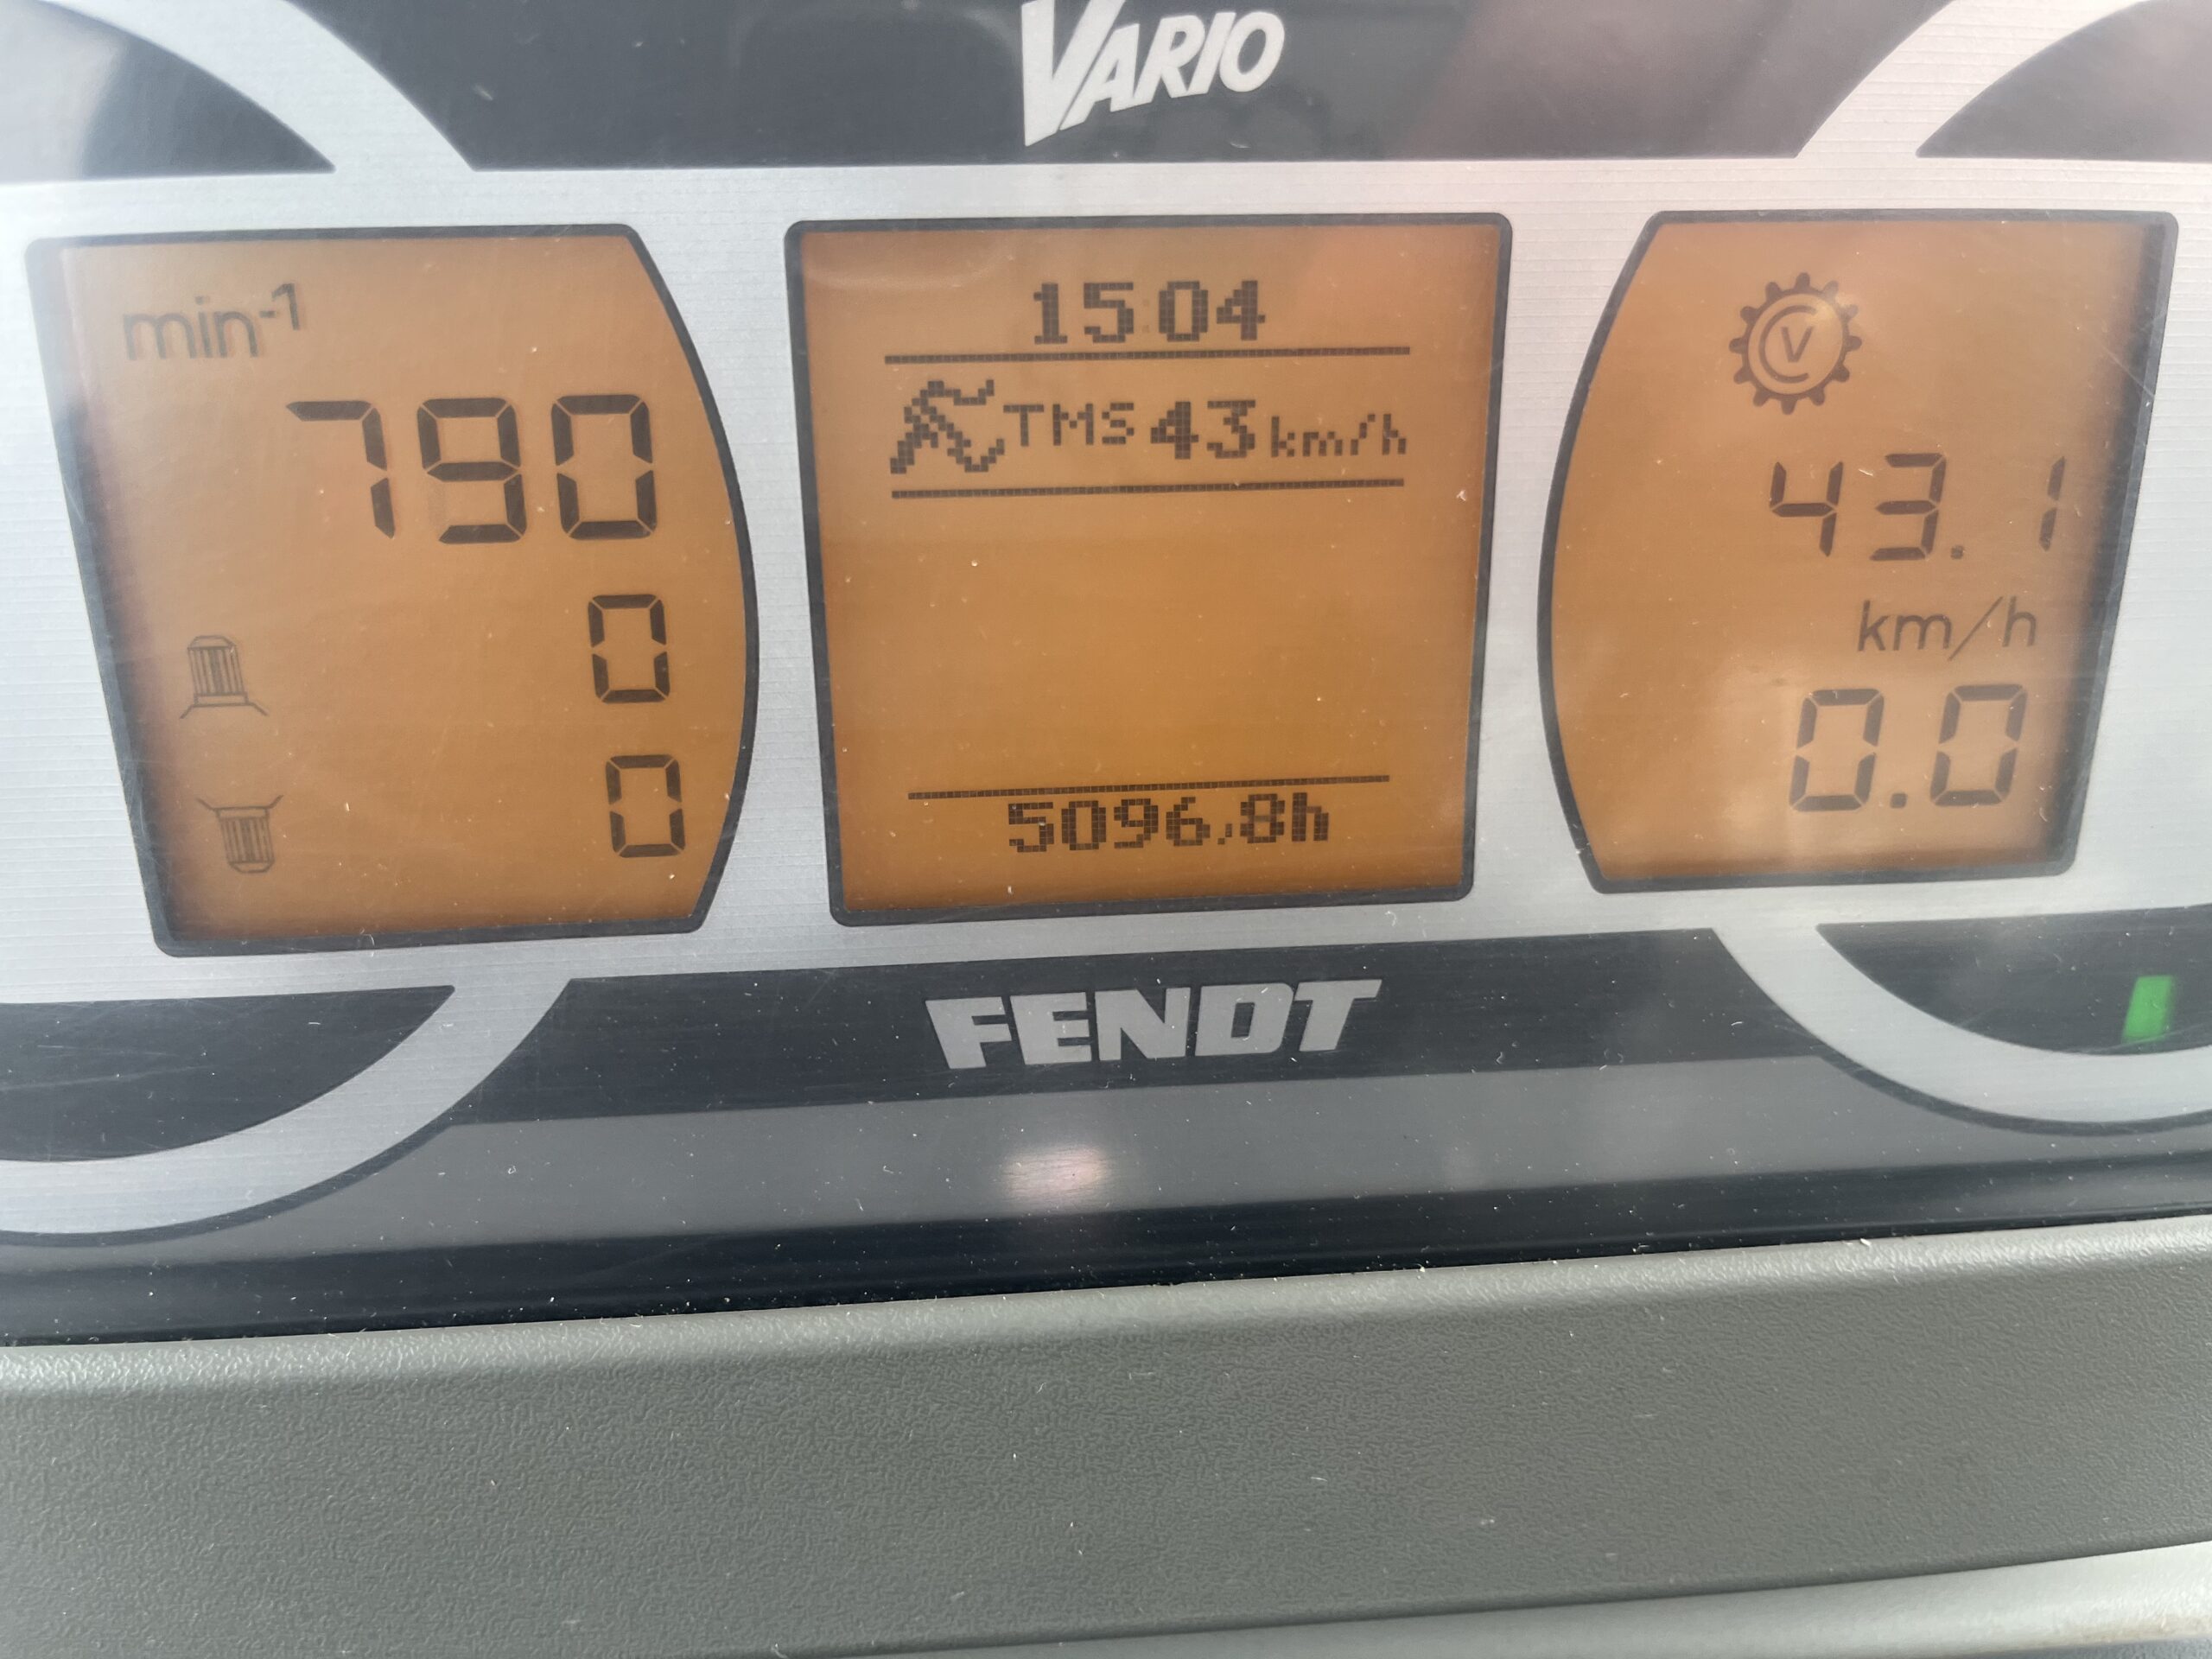 VARIO
min-1
790
0
0
15:04
TMS 43 km/h
5096,8h
V
43.1
km/h
0.0
FENDT